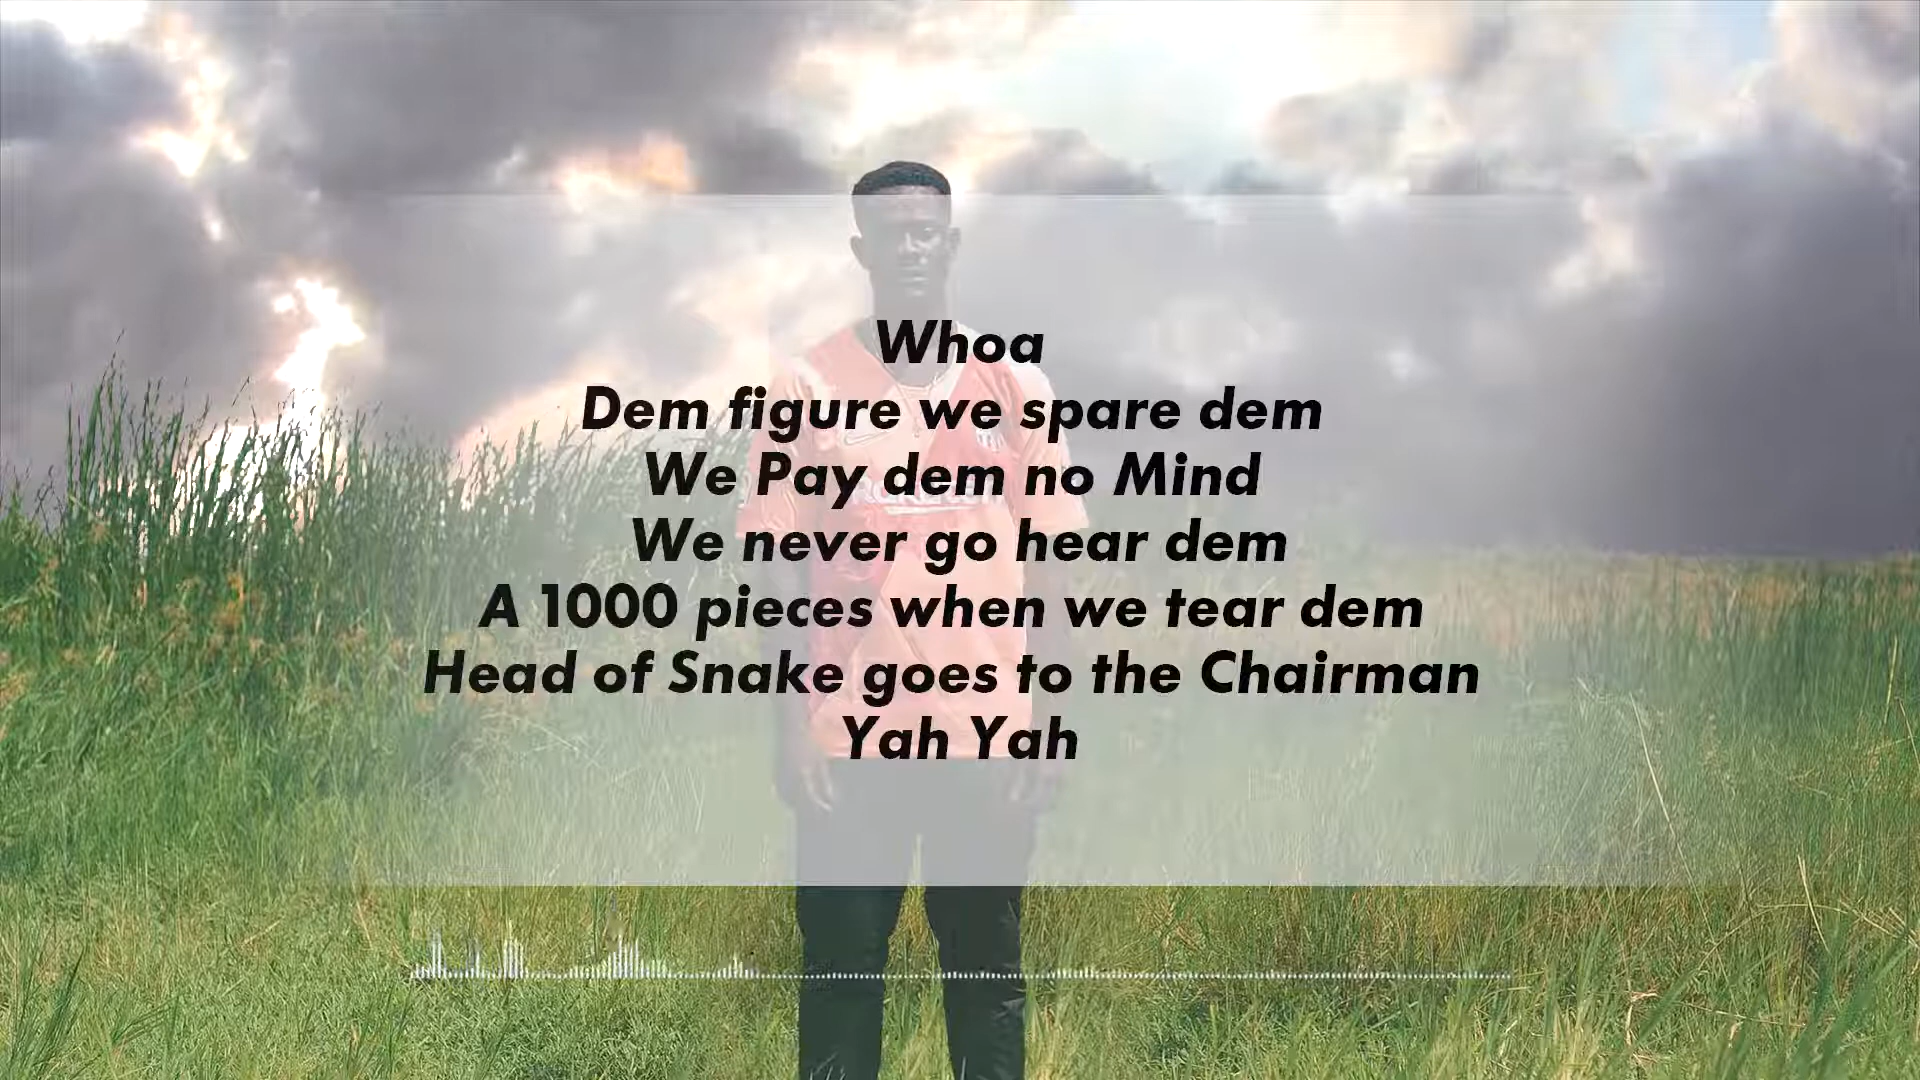 Whoa
Dem figure we spare dem
We Pay dem no Mind
We never go hear dem
A 1000 pieces when we tear dem
Head of Snake goes to the Chairman
Yah Yah